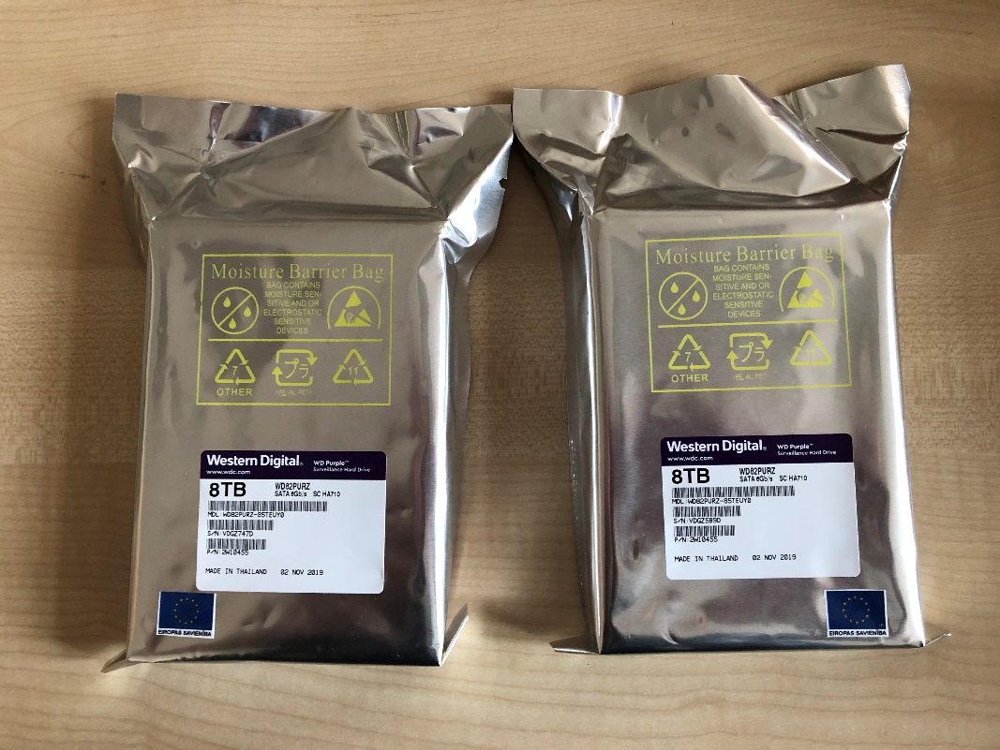 Moisture Barrier Bag
BAG CONTAINS
MOISTURE SEN-
SITIVE AND OR
ELECTROSTATIC
SENSITIVE
DEVICES
7
プラ
11
OTHER
>PE,AL,PET<
Western Digital®
www.wdc.com
WD Purple™
Surveillance Hard Drive
8TB
WD82PURZ
SATA 6Gb/s SC HA710
MDL:WD82PURZ-85TEUY0
S/N:VDGZ747D
P/N:2W10455
MADE IN THAILAND 02 NOV 2019
EIROPAS SAVIENĪBA
Moisture Barrier Bag
BAG CONTAINS
MOISTURE SEN-
SITIVE AND OR
ELECTROSTATIC
SENSITIVE
DEVICES
7
プラ
11
OTHER
>PE,AL,PET<
Western Digital®
www.wdc.com
WD Purple™
Surveillance Hard Drive
8TB
WD82PURZ
SATA 6Gb/s SC HA710
MDL:WD82PURZ-85TEUY0
S/N:VDGZ5B9D
P/N:2W10455
MADE IN THAILAND 02 NOV 2019
EIROPAS SAVIENĪBA